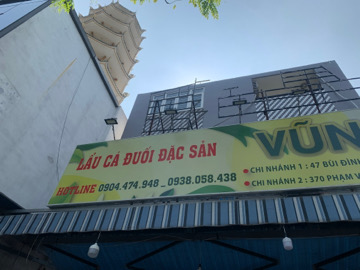 LẨU CÁ ĐUỐI ĐẶC SẢN
HOTLINE 0904.474.948 _ 0938.058.438
VŨN
• CHI NHÁNH 1 : 47 BÙI ĐÌN
• CHI NHÁNH 2 : 370 PHẠM V